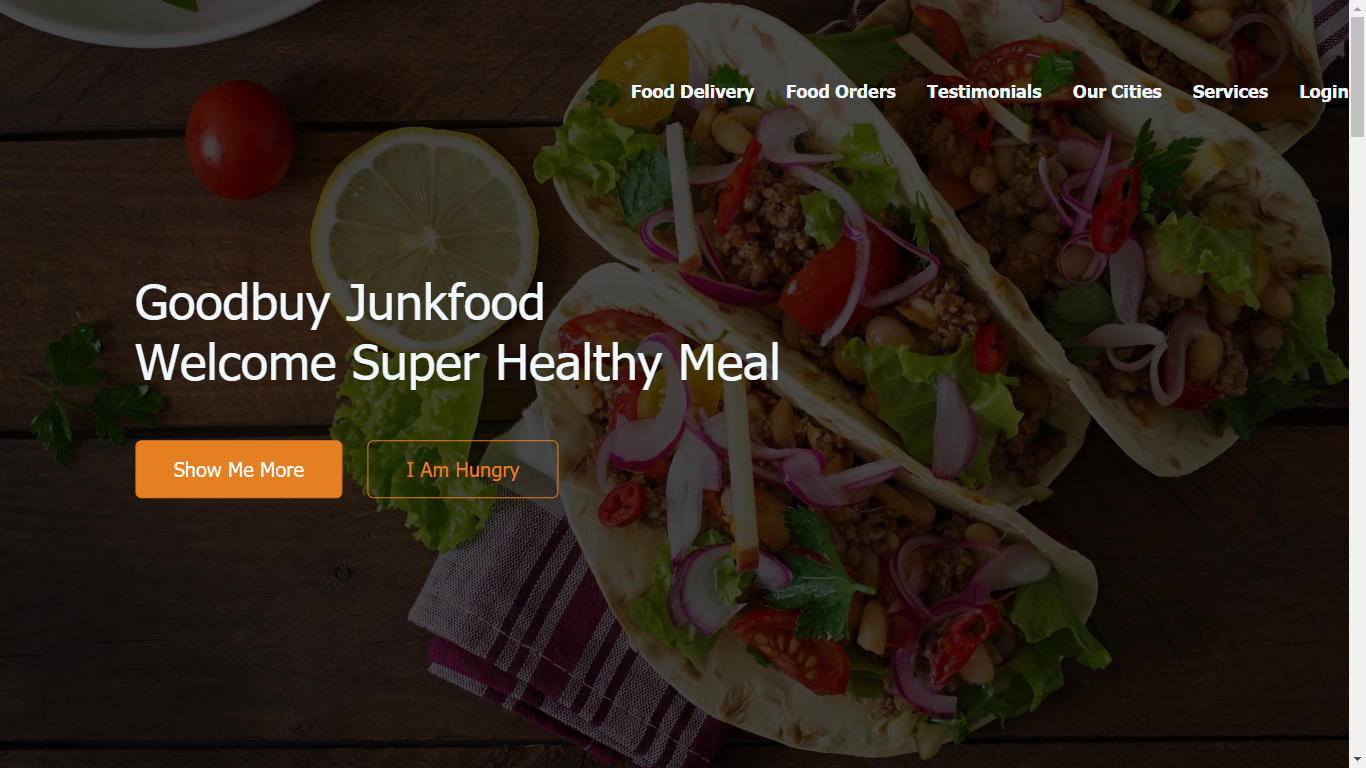 Food Delivery Food Orders Testimonials Our Cities Services Login
Goodbuy Junkfood
Welcome Super Healthy Meal
Show Me More I Am Hungry